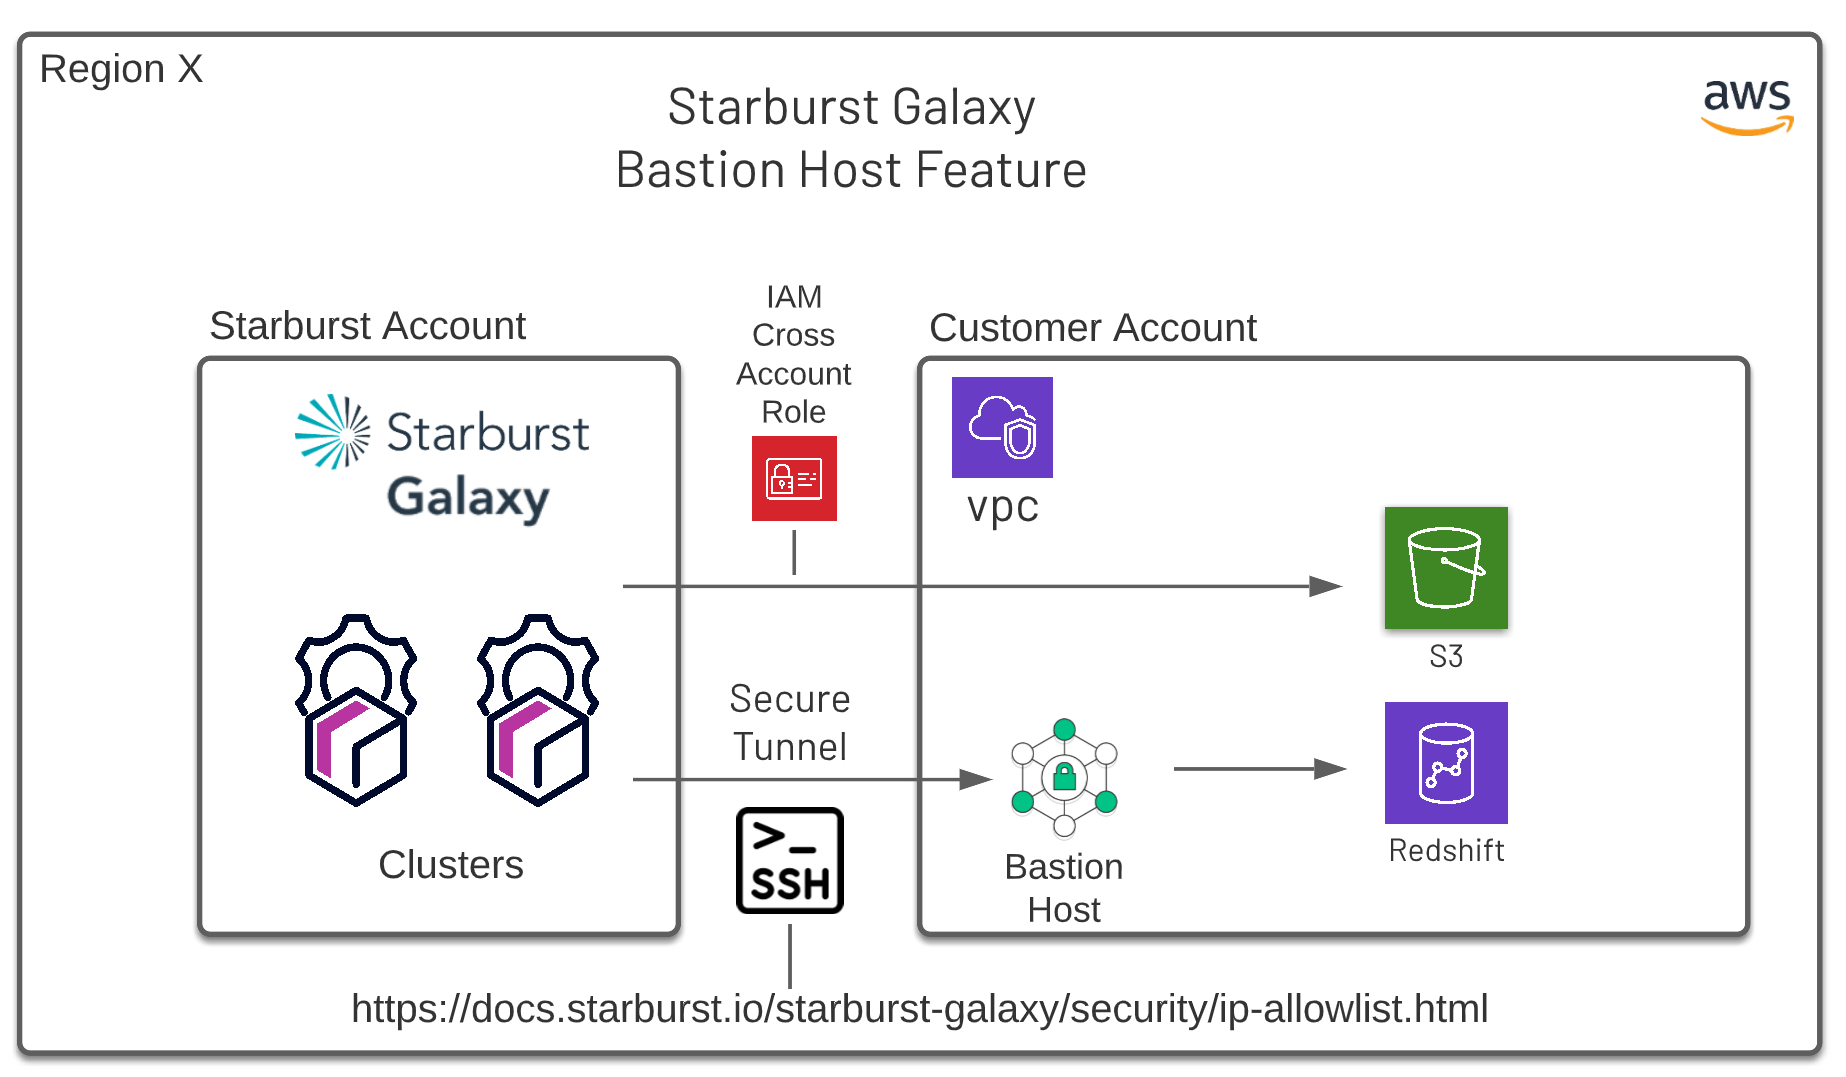 Region X
aws
Starburst Galaxy
Bastion Host Feature
IAM
Cross
Account
Role
Starburst Account
Customer Account
Starburst
Galaxy
vpc
S3
Secure
Tunnel
>_
SSH
Redshift
Clusters
Bastion
Host
https://docs.starburst.io/starburst-galaxy/security/ip-allowlist.html